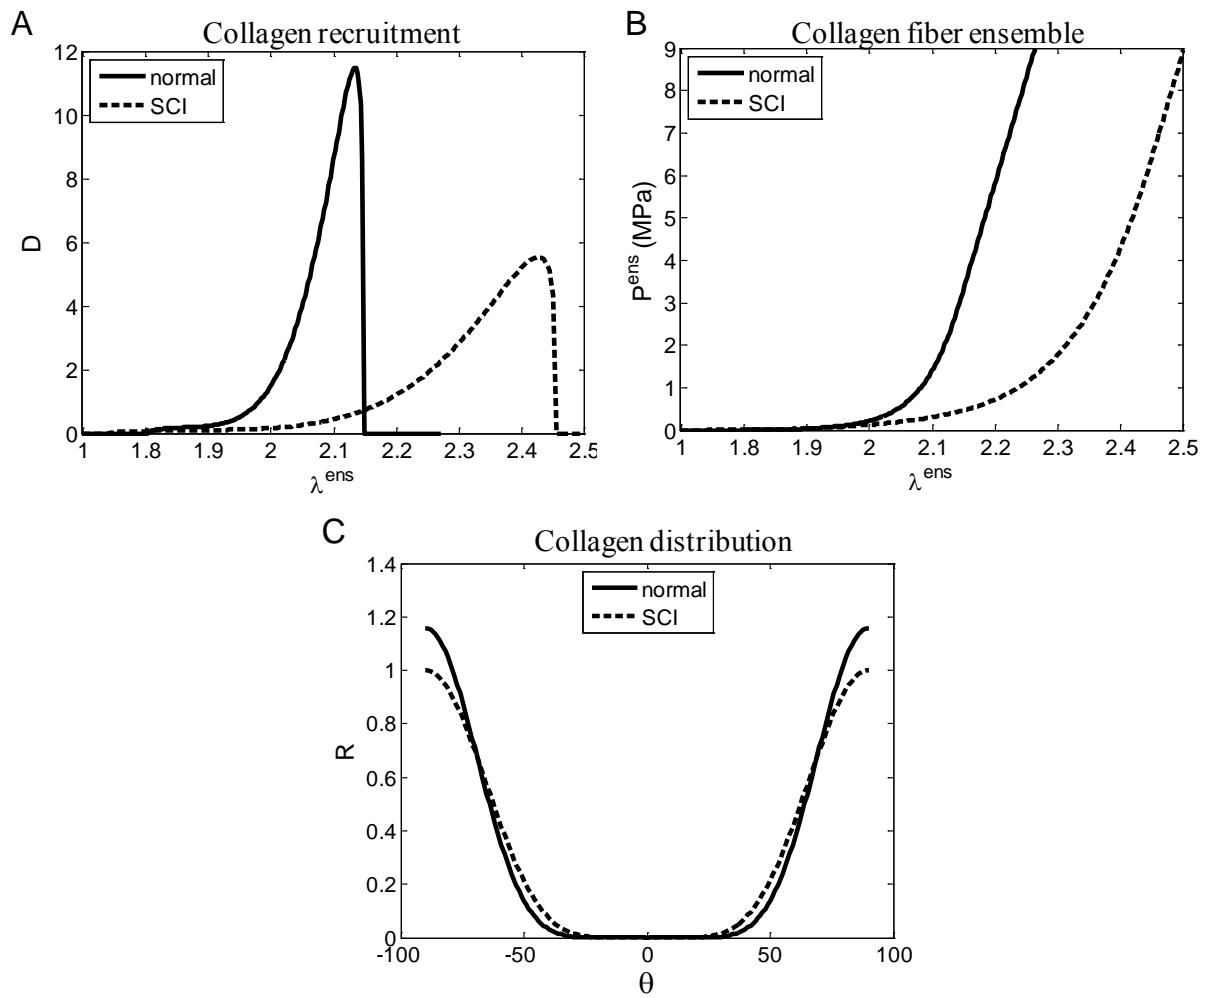 A
Collagen recruitment
normal
SCI
12
10
8
6
4
2
0
D
1 1.8 1.9 2 2.1 2.2 2.3 2.4 2.5
λens
B
Collagen fiber ensemble
normal
SCI
9
8
7
6
5
4
3
2
1
0
Pens (MPa)
1 1.8 1.9 2 2.1 2.2 2.3 2.4 2.5
λens
C
Collagen distribution
normal
SCI
1.4
1.2
1
0.8
0.6
0.4
0.2
0
R
-100 -50 0 50 100
θ